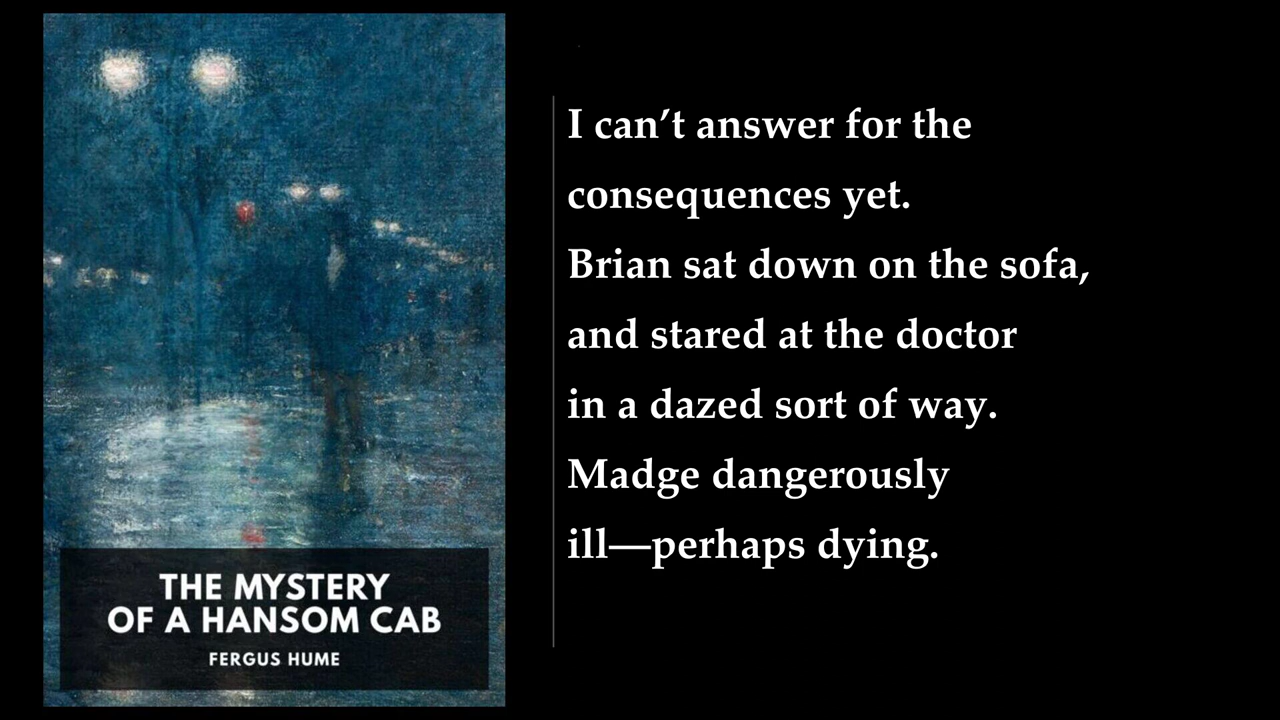 THE MYSTERY
OF A HANSOM CAB
FERGUS HUME
I can’t answer for the
consequences yet.
Brian sat down on the sofa,
and stared at the doctor
in a dazed sort of way.
Madge dangerously
ill—perhaps dying.